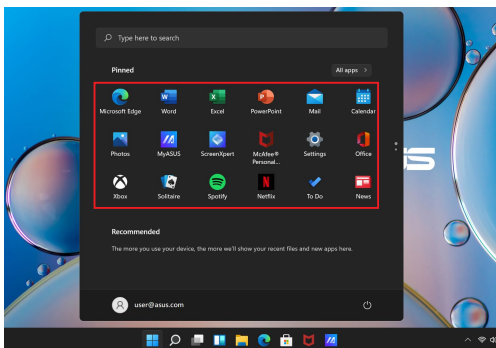 Type here to search
Pinned
All apps >
Microsoft Edge
Word
Excel
PowerPoint
Mail
Calendar
Photos
MyASUS
ScreenXpert
McAfee®
Personal...
Settings
Office
Xbox
Solitaire
Spotify
Netflix
To Do
News
Recommended
The more you use your device, the more we'll show your recent files and new apps here.
user@asus.com